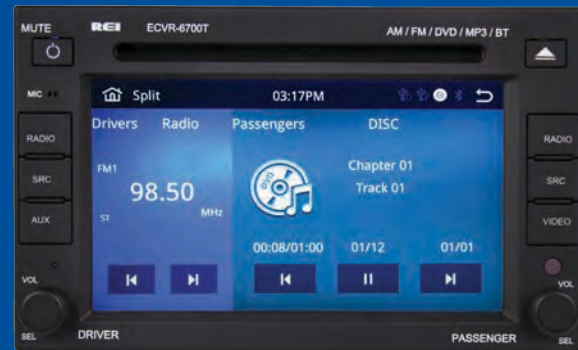 MUTE
REI ECVR-6700T AM / FM / DVD / MP3 / BT
MIC
Split 03:17PM
Drivers Radio Passengers DISC
RADIO
SRC
AUX
FM1
98.50
MHz
ST
DVD
Chapter 01
Track 01
00:08/01:00 01/12 01/01
RADIO
SRC
VIDEO
VOL
SEL
DRIVER
PASSENGER
VOL
SEL